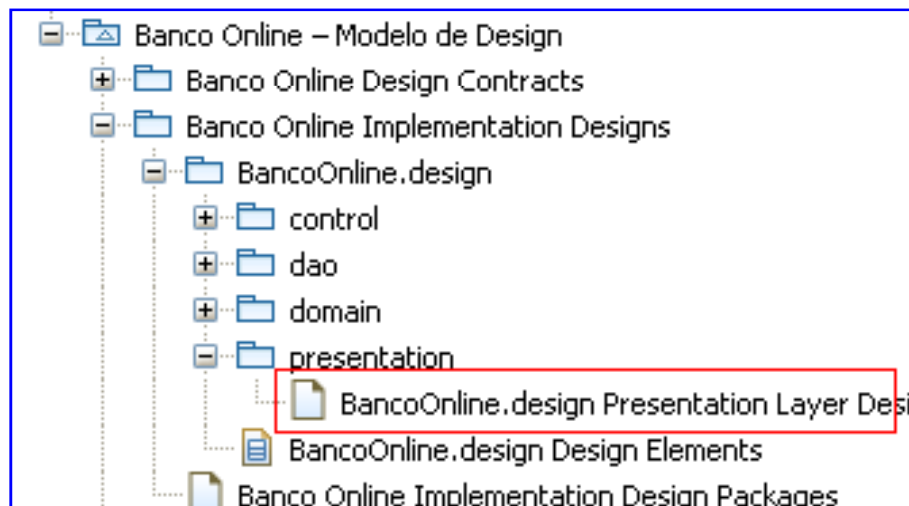 Banco Online – Modelo de Design
Banco Online Design Contracts
Banco Online Implementation Designs
BancoOnline.design
control
dao
domain
presentation
BancoOnline.design Presentation Layer Desi
BancoOnline.design Design Elements
Banco Online Implementation Design Packages